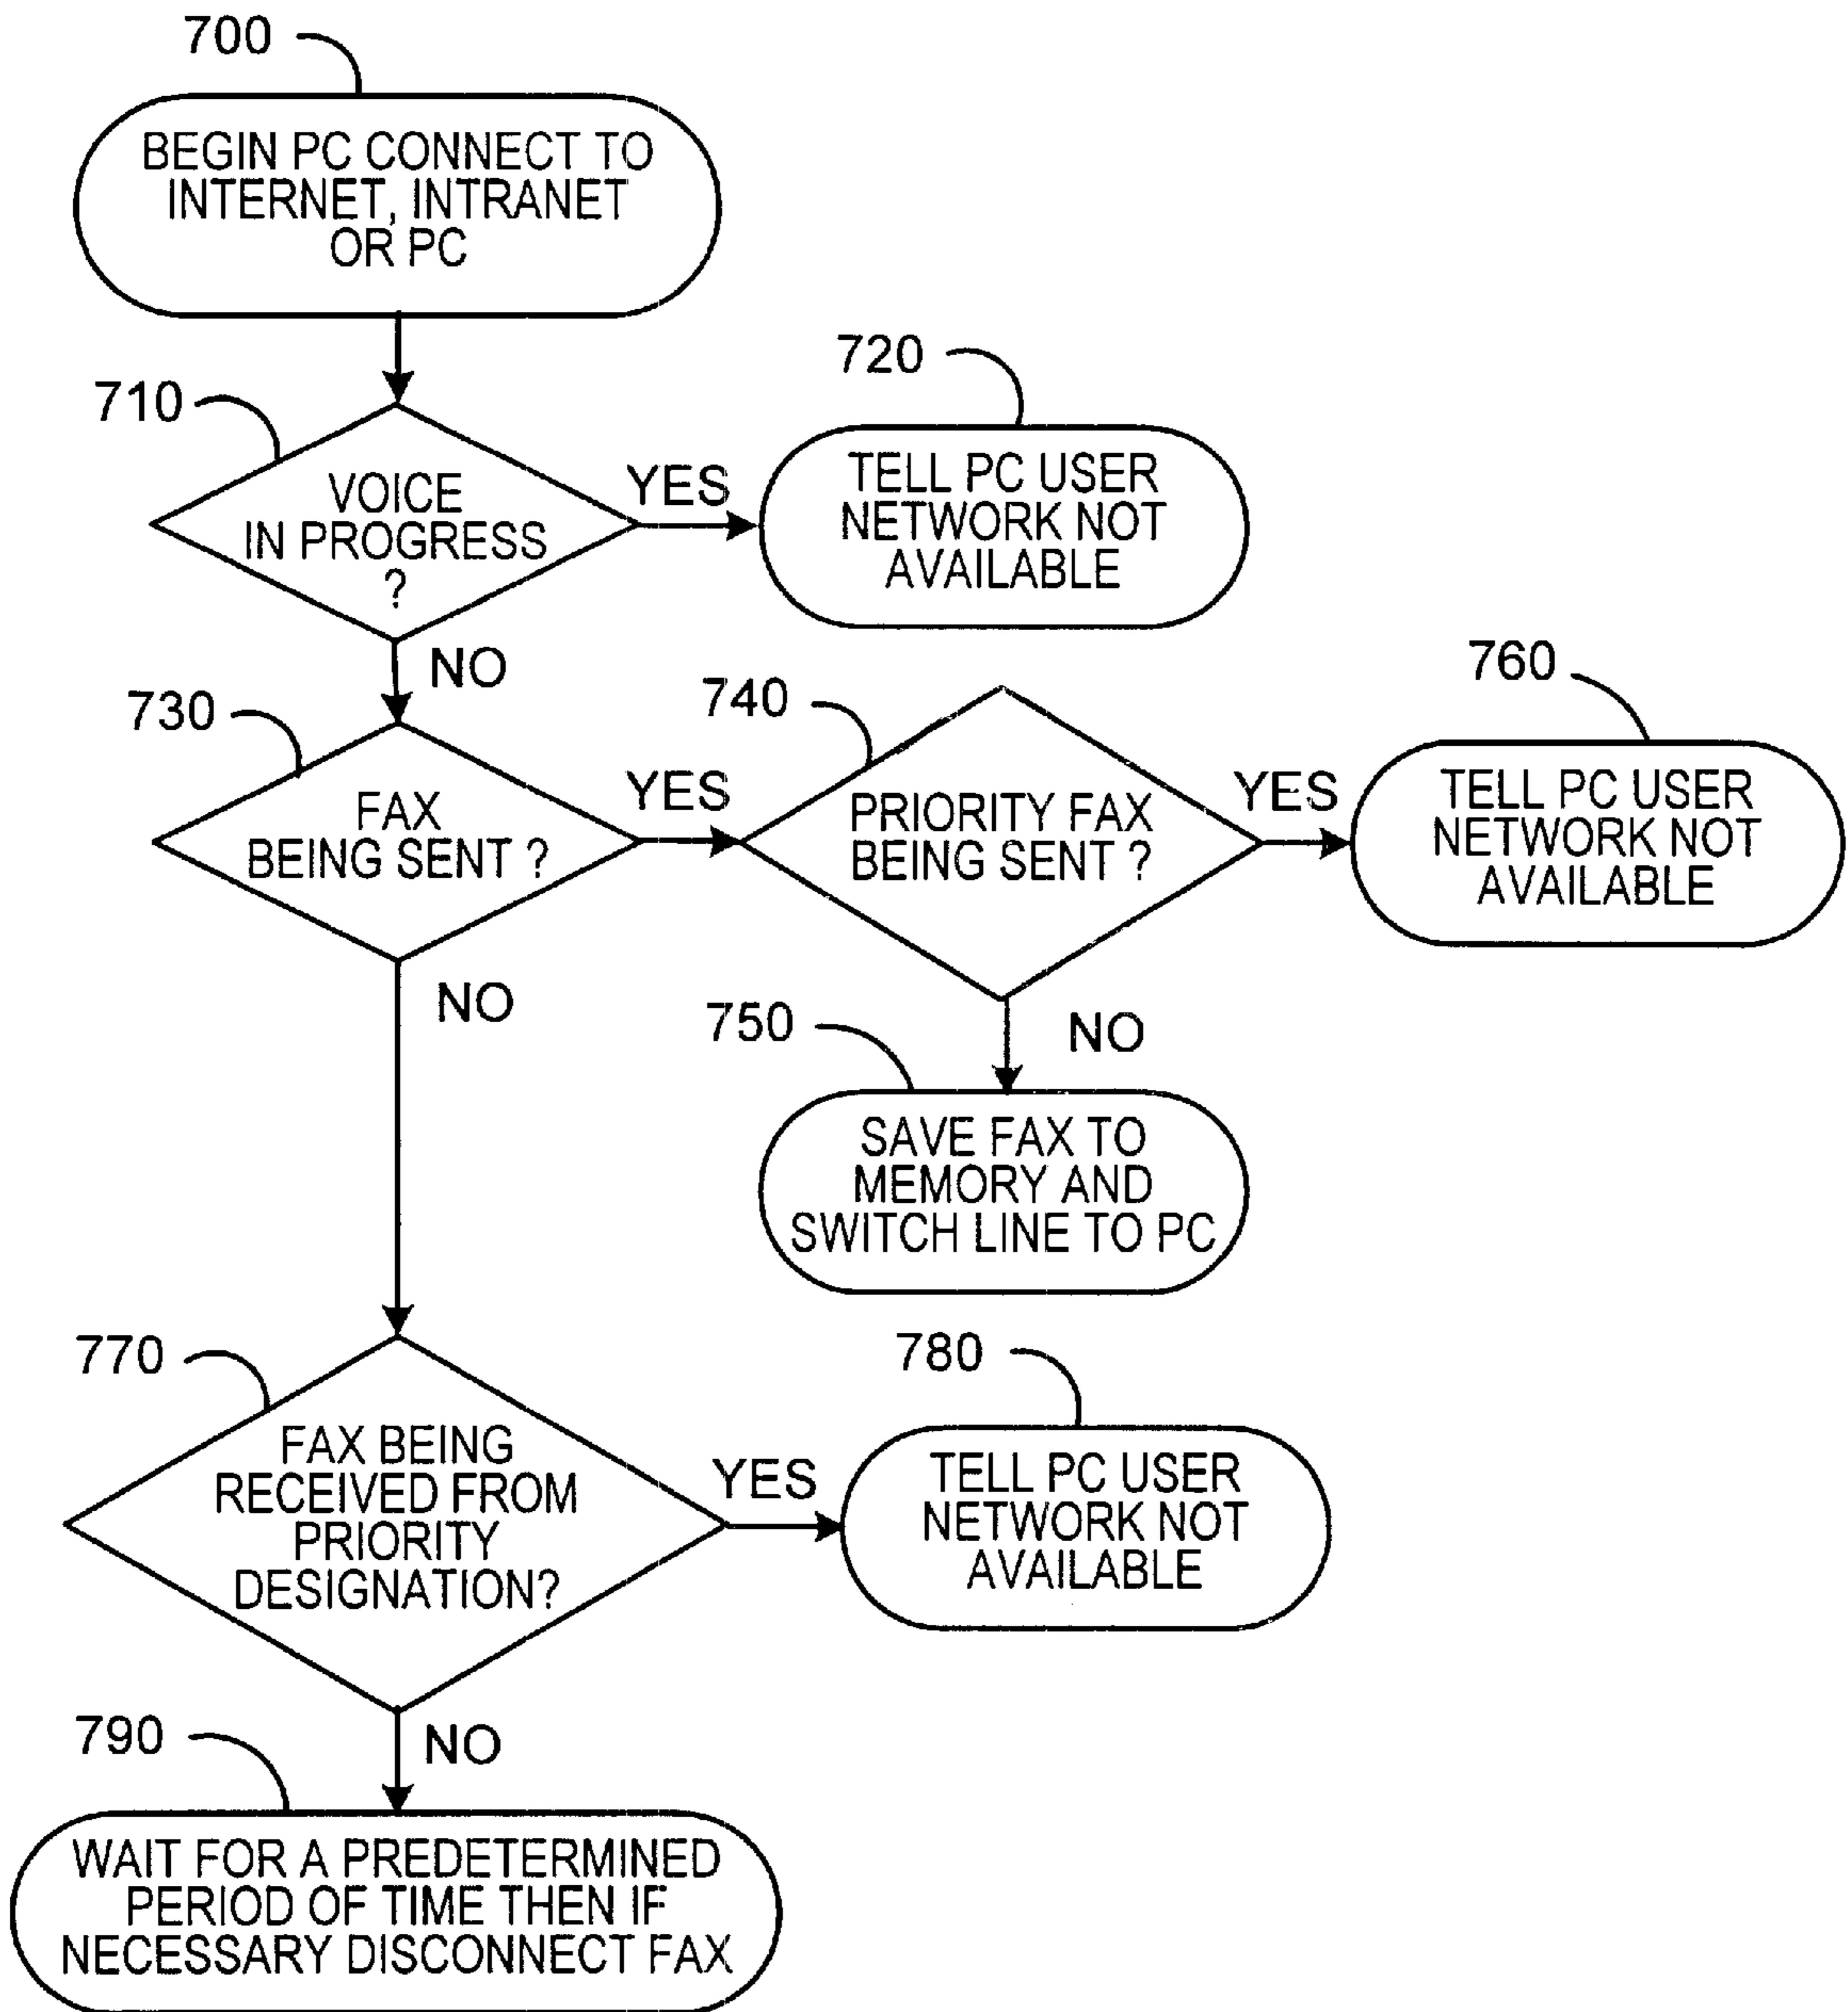 700
BEGIN PC CONNECT TO
INTERNET, INTRANET
OR PC
710
VOICE
IN PROGRESS
?
YES
720
TELL PC USER
NETWORK NOT
AVAILABLE
NO
730
FAX
BEING SENT ?
YES
740
PRIORITY FAX
BEING SENT ?
YES
760
TELL PC USER
NETWORK NOT
AVAILABLE
NO
750
SAVE FAX TO
MEMORY AND
SWITCH LINE TO PC
NO
770
FAX BEING
RECEIVED FROM
PRIORITY
DESIGNATION?
YES
780
TELL PC USER
NETWORK NOT
AVAILABLE
NO
790
WAIT FOR A PREDETERMINED
PERIOD OF TIME THEN IF
NECESSARY DISCONNECT FAX